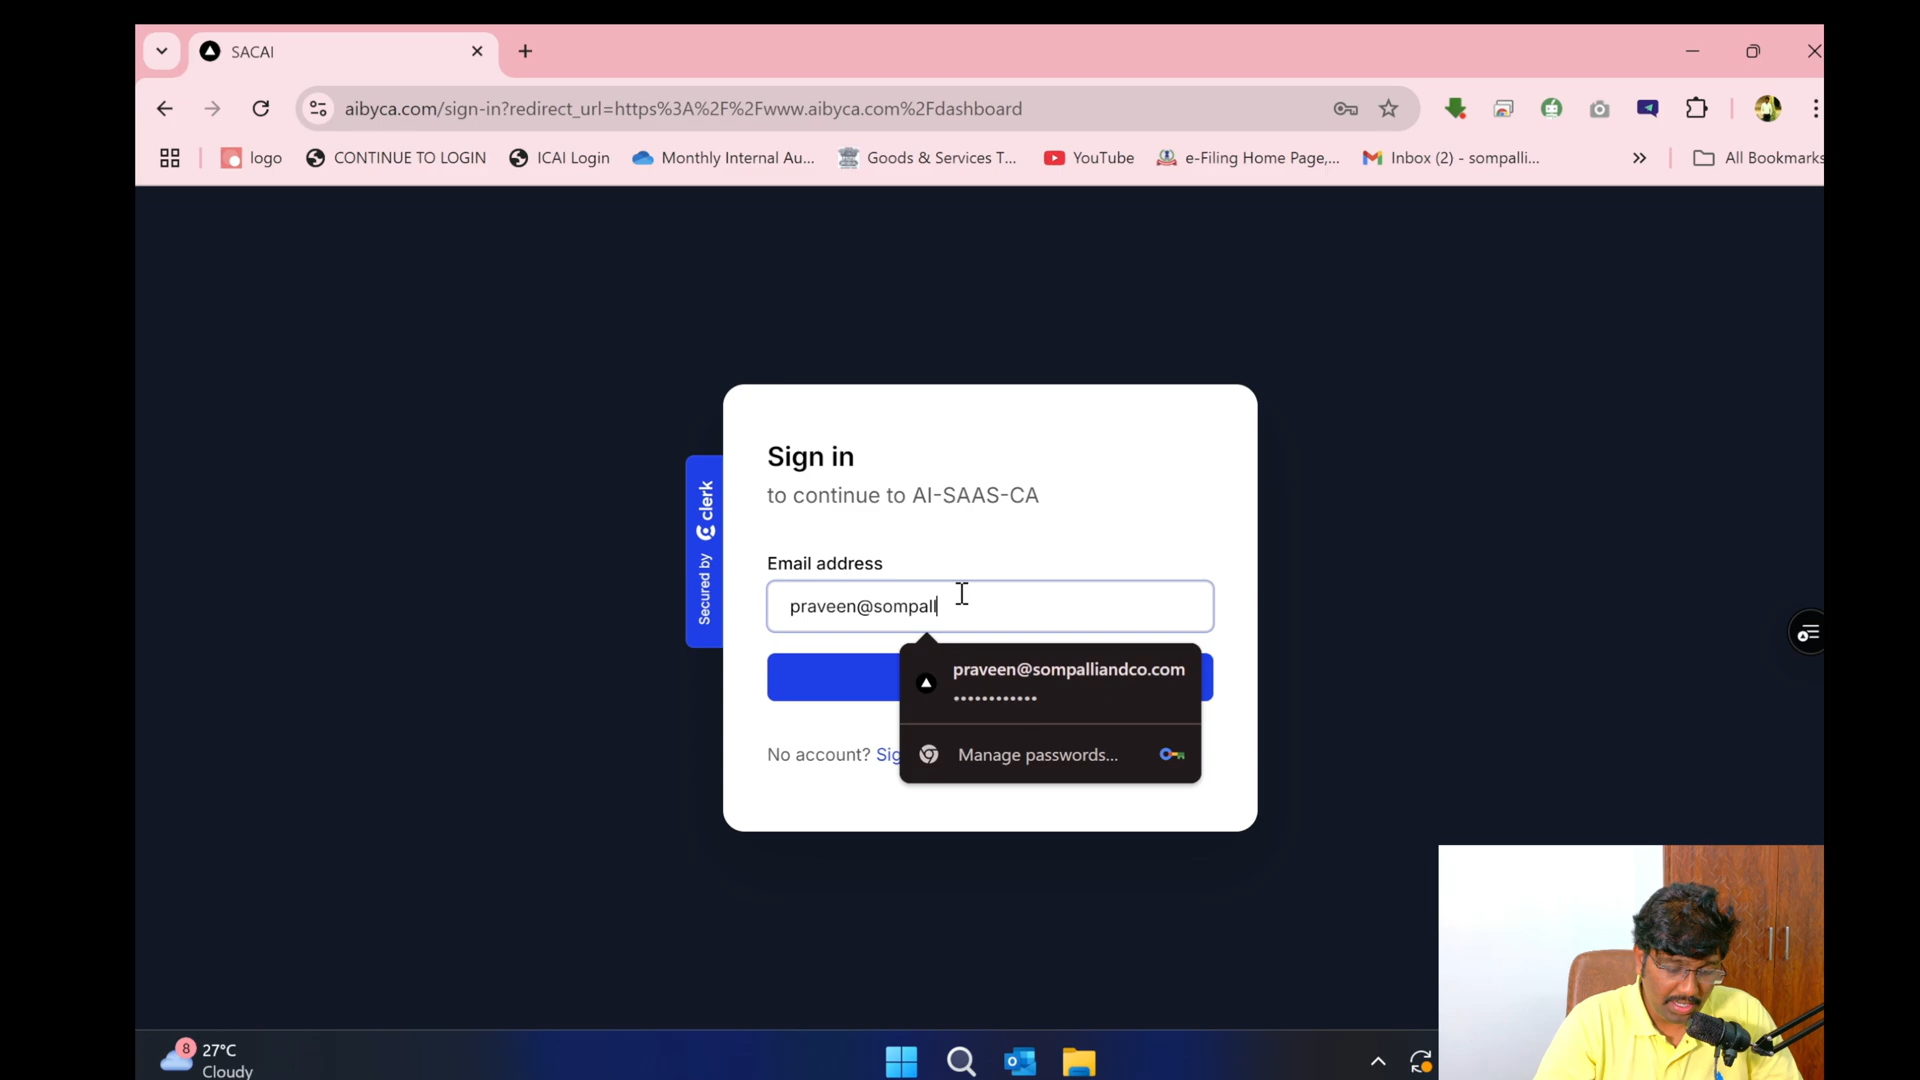 SACAI
aibyca.com/sign-in?redirect_url=https%3A%2F%2Fwww.aibyca.com%2Fdashboard
logo
CONTINUE TO LOGIN
ICAI Login
Monthly Internal Au...
Goods & Services T...
YouTube
e-Filing Home Page,...
Inbox (2) - sompalli...
All Bookmarks
Sign in
to continue to AI-SAAS-CA
Secured by clerk
Email address
praveen@sompall
praveen@sompalliandco.com
••••••••••••
No account? Sig
Manage passwords...
8
27°C
Cloudy